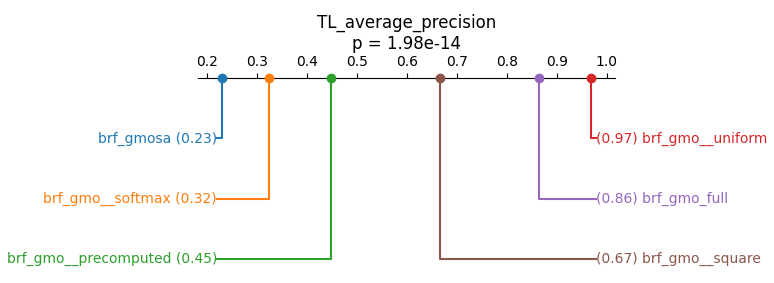 TL_average_precision
p = 1.98e-14
0.2 0.3 0.4 0.5 0.6 0.7 0.8 0.9 1.0
brf_gmosa (0.23) (0.97) brf_gmo__uniform
brf_gmo__softmax (0.32) (0.86) brf_gmo_full
brf_gmo__precomputed (0.45) (0.67) brf_gmo__square